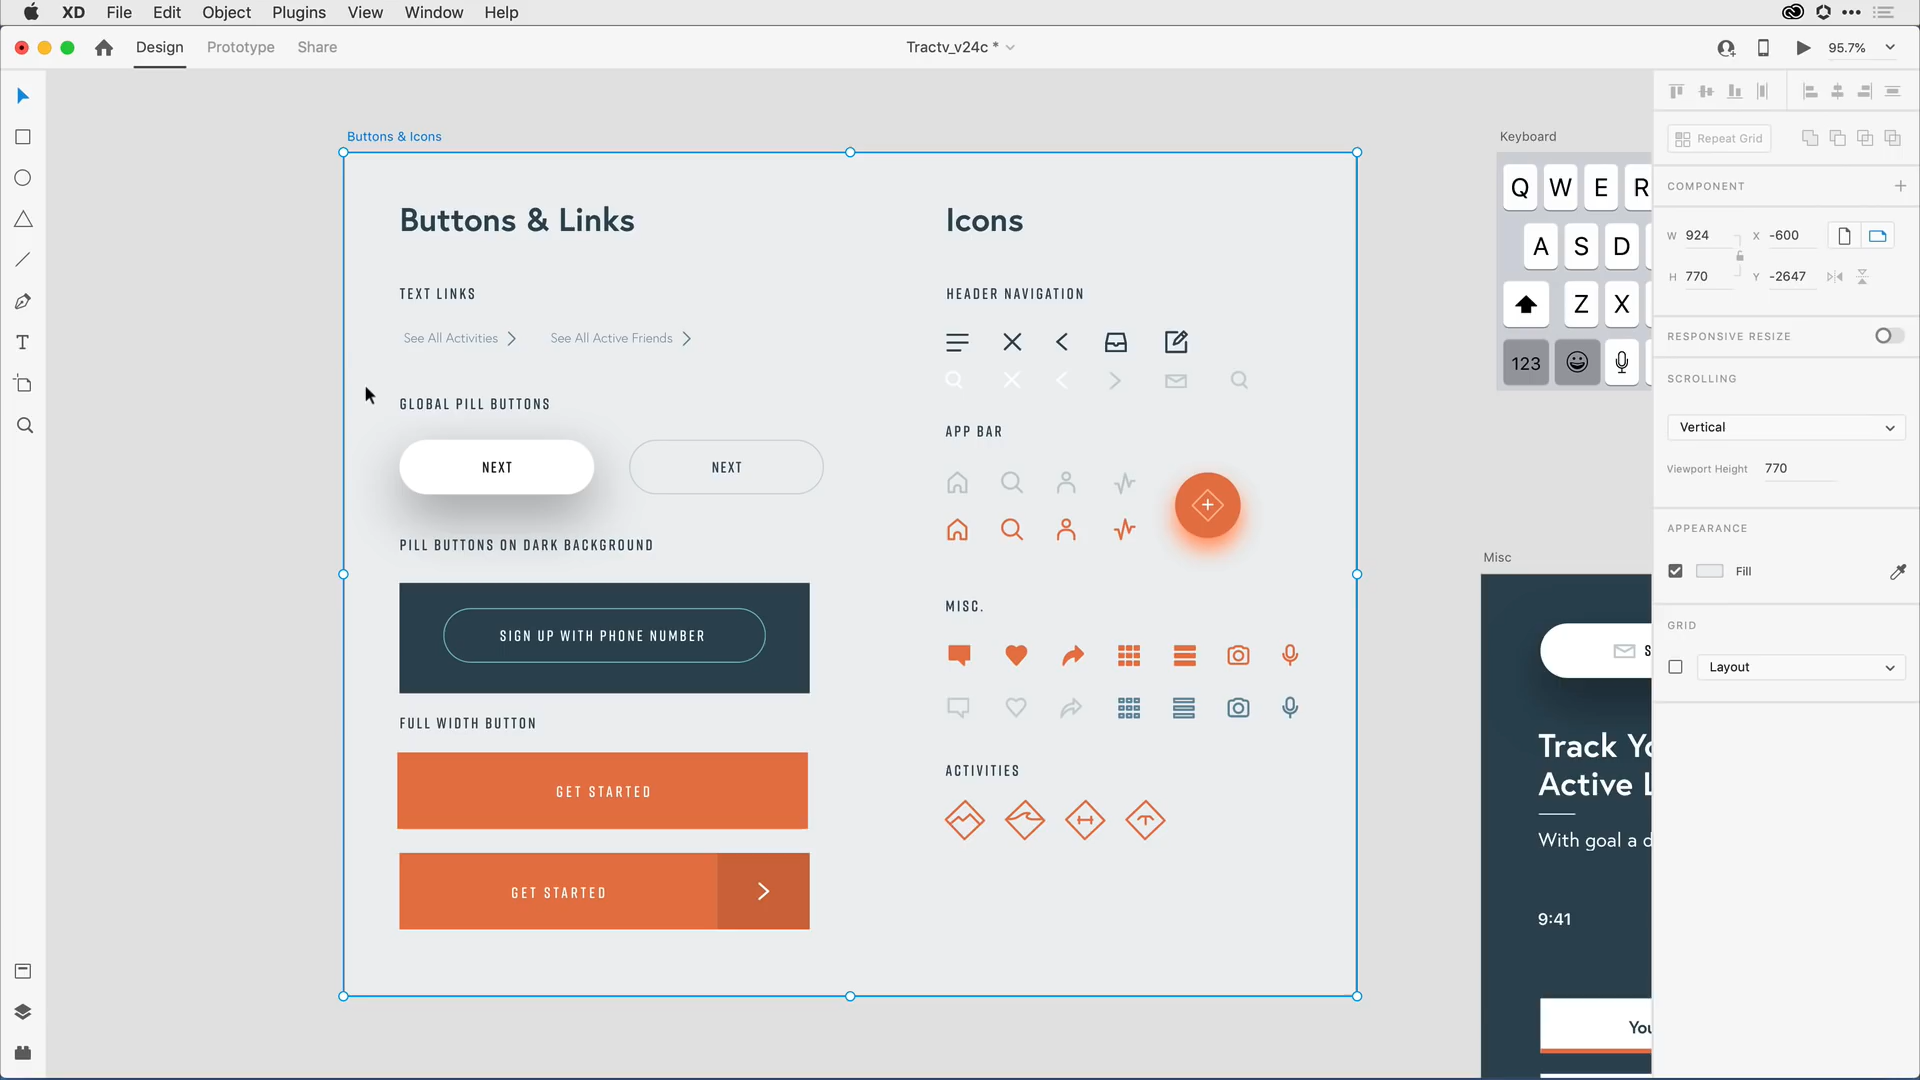 XD File Edit Object Plugins View Window Help
Design Prototype Share
Tractv_v24c *
95.7%
Buttons & Icons
Buttons & Links
TEXT LINKS
See All Activities
See All Active Friends
GLOBAL PILL BUTTONS
NEXT
NEXT
PILL BUTTONS ON DARK BACKGROUND
SIGN UP WITH PHONE NUMBER
FULL WIDTH BUTTON
GET STARTED
GET STARTED
Icons
HEADER NAVIGATION
APP BAR
MISC.
ACTIVITIES
Keyboard
Q W E R
A S D
Z X
123
Misc
S
Track Yo
Active L
With goal a d
9:41
You
Repeat Grid
COMPONENT
W 924 X -600
H 770 Y -2647
RESPONSIVE RESIZE
SCROLLING
Vertical
Viewport Height 770
APPEARANCE
Fill
GRID
Layout